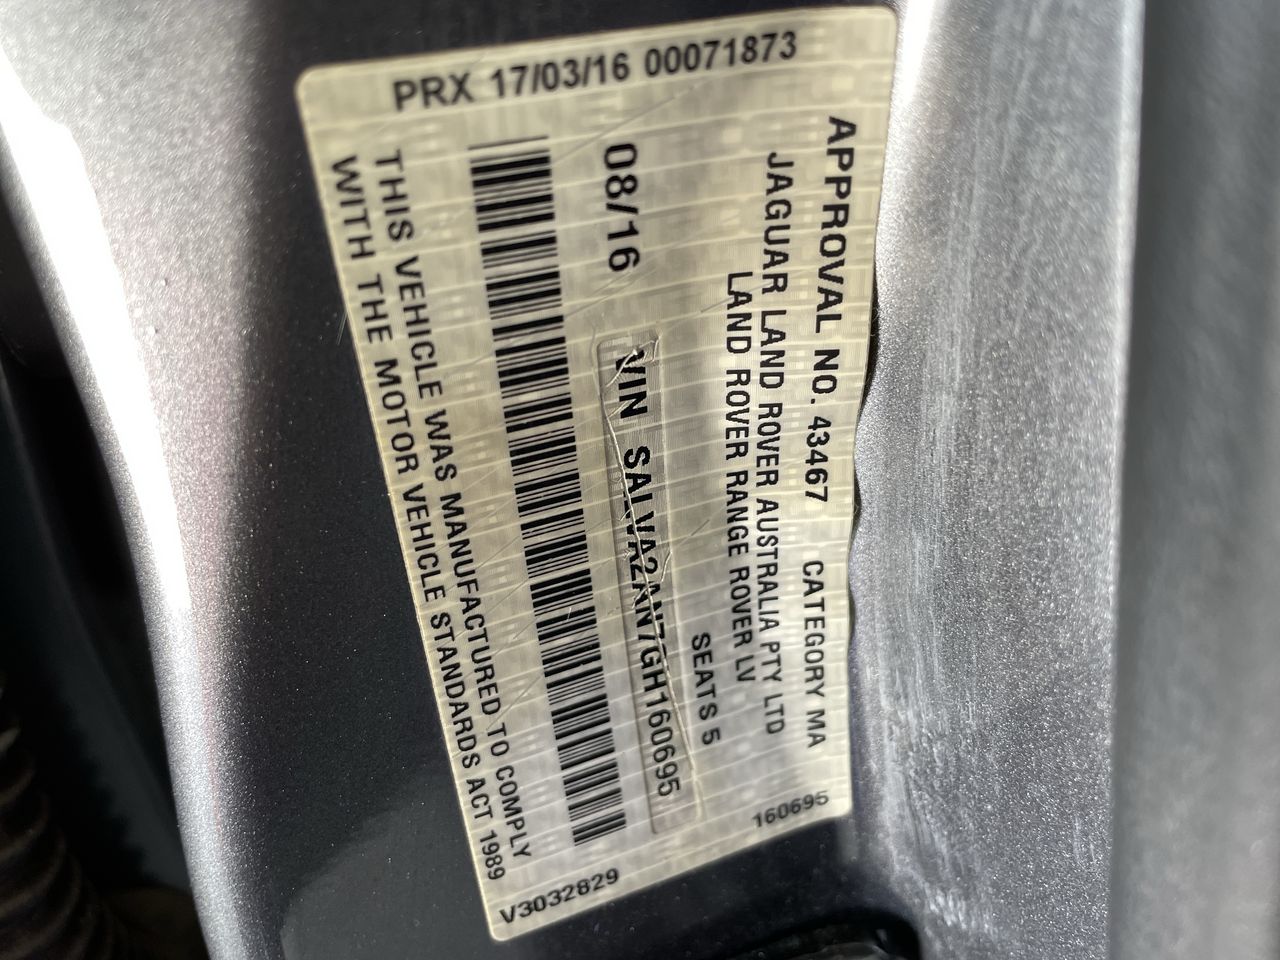 PRX 17/03/16 00071873
APPROVAL NO. 43467 CATEGORY MA
JAGUAR LAND ROVER AUSTRALIA PTY LTD
LAND ROVER RANGE ROVER LV
SEATS 5
08/16 VIN SALVA2AN7GH160695
THIS VEHICLE WAS MANUFACTURED TO COMPLY
WITH THE MOTOR VEHICLE STANDARDS ACT 1989
160695
V3032829